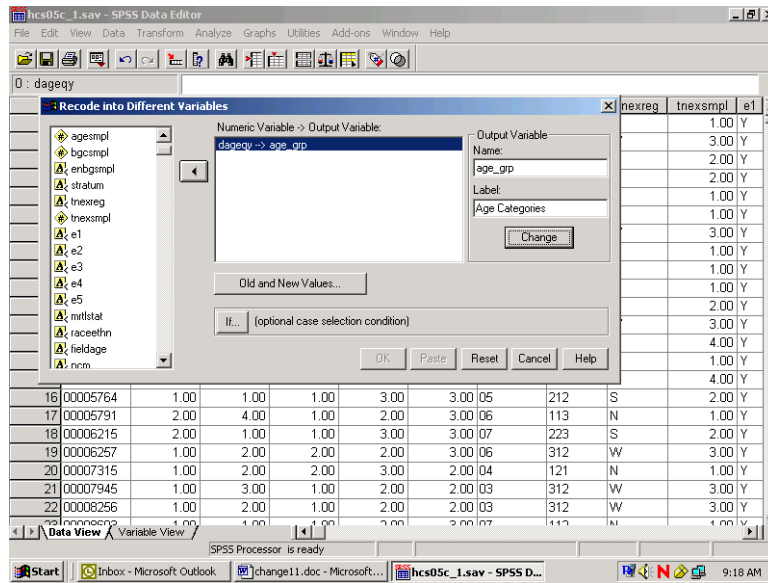 hcs05c_1.sav - SPSS Data Editor
File Edit View Data Transform Analyze Graphs Utilities Add-ons Window Help
0 : dageqy
Recode into Different Variables
nexreg tnexsmpl e1
agesmpl
bgcsmpl
enbgsmpl
stratum
tnexreg
tnexsmpl
e1
e2
e3
e4
e5
mrtlstat
raceethn
fieldage
pcm
Numeric Variable -> Output Variable:
dageqy --> age_grp
Output Variable
Name:
age_grp
Label:
Age Categories
Change
Old and New Values...
If... (optional case selection condition)
OK Paste Reset Cancel Help
1.00 Y
3.00 Y
2.00 Y
2.00 Y
1.00 Y
1.00 Y
3.00 Y
1.00 Y
1.00 Y
1.00 Y
2.00 Y
3.00 Y
4.00 Y
1.00 Y
4.00 Y
16 00005764 1.00 1.00 1.00 3.00 3.00 05 212 S 2.00 Y
17 00005791 2.00 4.00 1.00 2.00 3.00 06 113 N 1.00 Y
18 00006215 2.00 1.00 1.00 3.00 3.00 07 223 S 2.00 Y
19 00006257 1.00 2.00 2.00 3.00 3.00 06 312 W 3.00 Y
20 00007315 1.00 2.00 2.00 3.00 2.00 04 121 N 1.00 Y
21 00007945 1.00 3.00 1.00 2.00 2.00 03 312 W 3.00 Y
22 00008256 1.00 2.00 1.00 2.00 2.00 03 312 W 3.00 Y
Data View Variable View
SPSS Processor is ready
Start Inbox - Microsoft Outlook change11.doc - Microsoft... hcs05c_1.sav - SPSS D... 9:18 AM